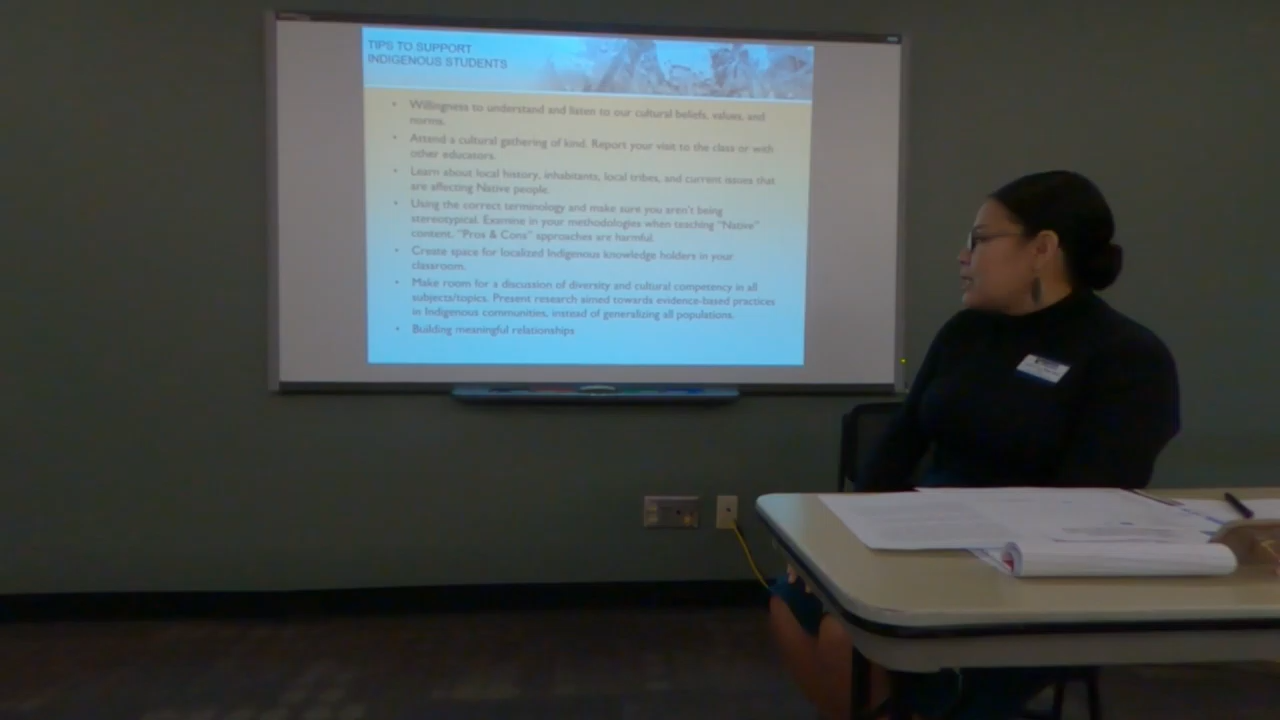 TIPS TO SUPPORT
INDIGENOUS STUDENTS
• Willingness to understand and listen to our cultural beliefs, values, and
norms.
• Attend a cultural gathering of kind. Report your visit to the class or with
other educators.
• Learn about local history, inhabitants, local tribes, and current issues that
are affecting Native people.
• Using the correct terminology and make sure you aren't being
stereotypical. Examine in your methodologies when teaching "Native"
content. "Pros & Cons" approaches are harmful.
• Create space for localized Indigenous knowledge holders in your
classroom.
• Make room for a discussion of diversity and cultural competency in all
subjects/topics. Present research aimed towards evidence-based practices
in Indigenous communities, instead of generalizing all populations.
• Building meaningful relationships